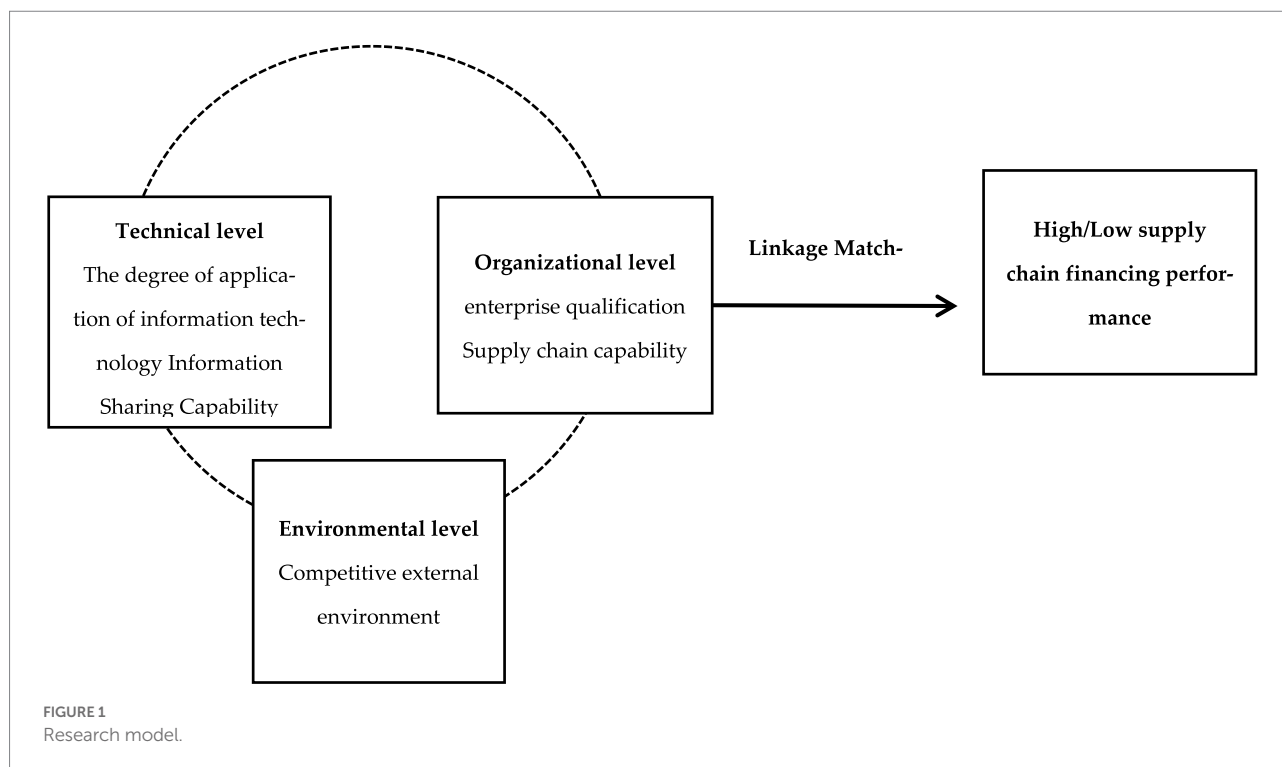 Technical level
The degree of applica-
tion of information tech-
nology Information
Sharing Capability
Organizational level
enterprise qualification
Supply chain capability
Environmental level
Competitive external
environment
Linkage Match-
High/Low supply
chain financing perfor-
mance
FIGURE 1
Research model.